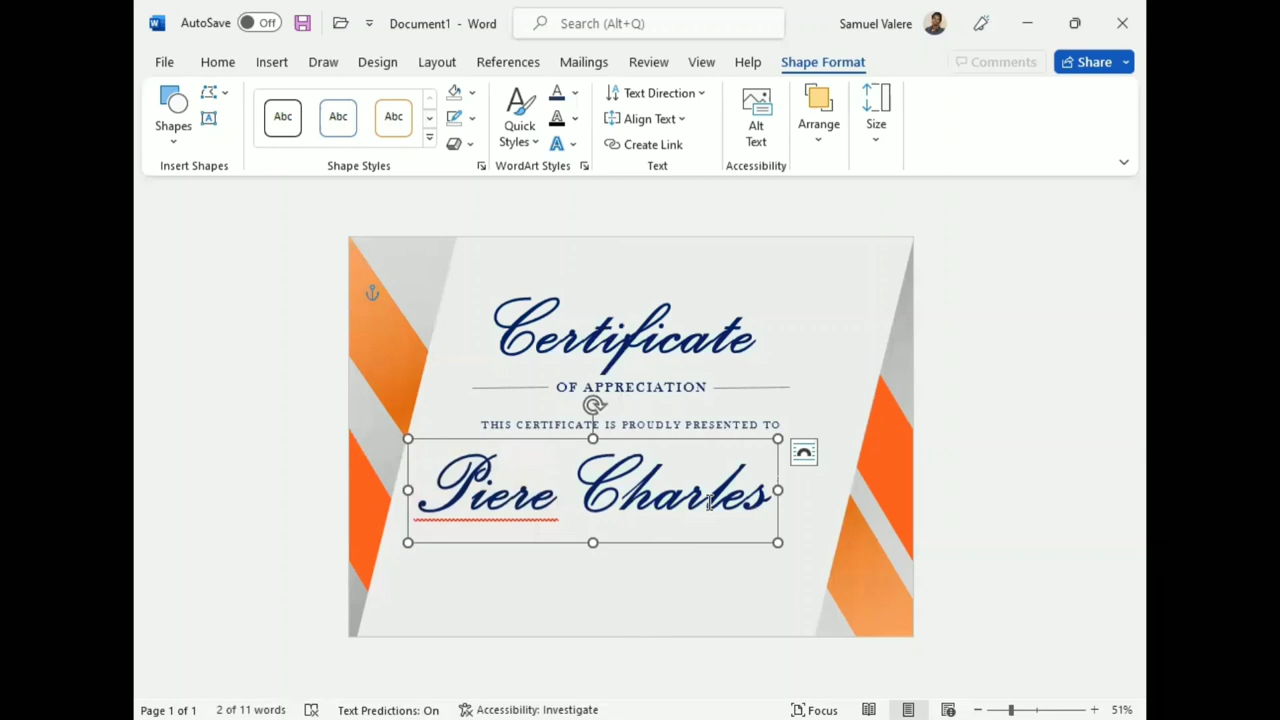 AutoSave Off Document1 - Word Search (Alt+Q) Samuel Valere
File Home Insert Draw Design Layout References Mailings Review View Help Shape Format Comments Share
Shapes
Insert Shapes
Abc Abc Abc
Shape Styles
Quick Styles
WordArt Styles
Text Direction
Align Text
Create Link
Text
Alt Text
Accessibility
Arrange
Size
Certificate
OF APPRECIATION
THIS CERTIFICATE IS PROUDLY PRESENTED TO
Piere Charles
Page 1 of 1 2 of 11 words Text Predictions: On Accessibility: Investigate Focus 51%